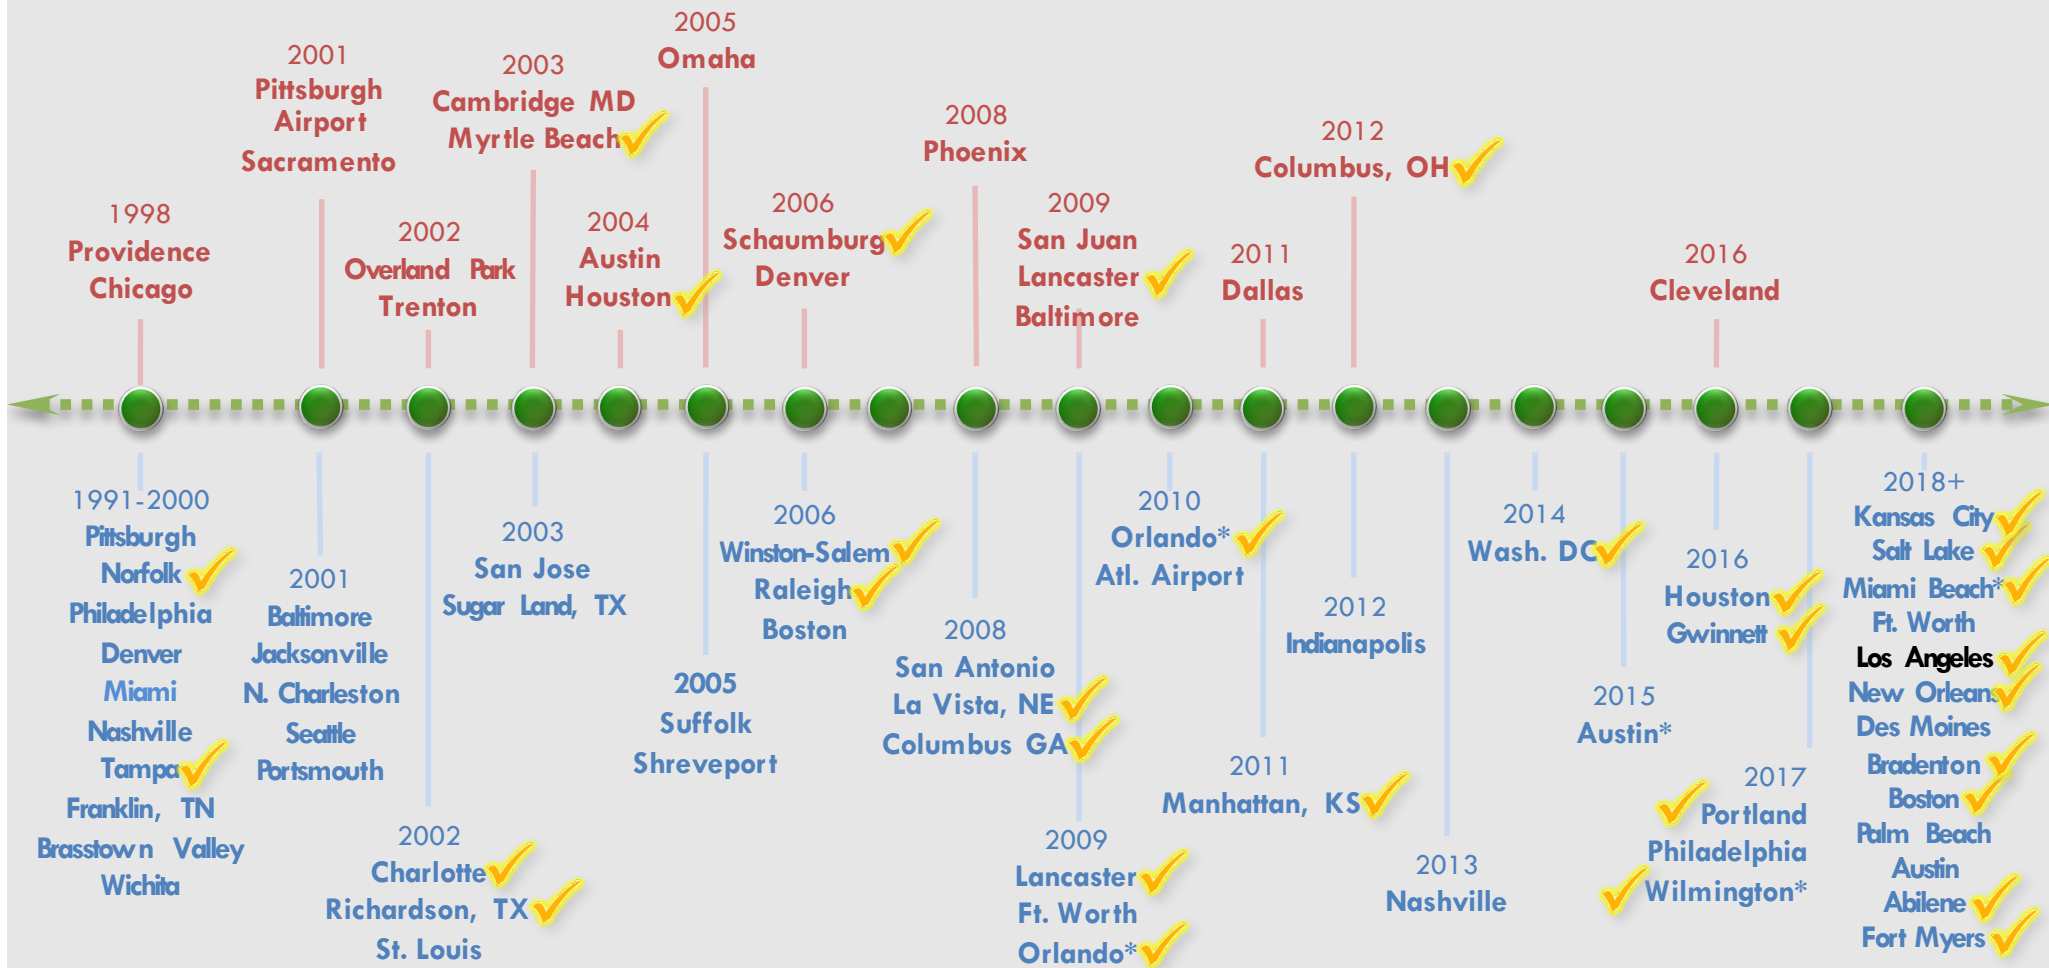 1998
Providence
Chicago
2001
Pittsburgh
Airport
Sacramento
2002
Overland Park
Trenton
2003
Cambridge MD
Myrtle Beach
2004
Austin
Houston
2005
Omaha
2006
Schaumburg
Denver
2008
Phoenix
2009
San Juan
Lancaster
Baltimore
2011
Dallas
2012
Columbus, OH
2016
Cleveland
1991-2000
Pittsburgh
Norfolk
Philadelphia
Denver
Miami
Nashville
Tampa
Franklin, TN
Brasstown Valley
Wichita
2001
Baltimore
Jacksonville
N. Charleston
Seattle
Portsmouth
2002
Charlotte
Richardson, TX
St. Louis
2003
San Jose
Sugar Land, TX
2005
Suffolk
Shreveport
2006
Winston-Salem
Raleigh
Boston
2008
San Antonio
La Vista, NE
Columbus GA
2009
Lancaster
Ft. Worth
Orlando*
2010
Orlando*
Atl. Airport
2011
Manhattan, KS
2012
Indianapolis
2013
Nashville
2014
Wash. DC
2015
Austin*
2016
Houston
Gwinnett
2017
Portland
Philadelphia
Wilmington*
2018+
Kansas City
Salt Lake
Miami Beach*
Ft. Worth
Los Angeles
New Orleans
Des Moines
Bradenton
Boston
Palm Beach
Austin
Abilene
Fort Myers